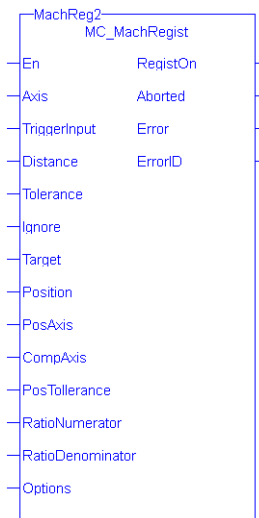 MachReg2
MC_MachRegist
En RegistOn
Axis Aborted
TriggerInput Error
Distance ErrorID
Tolerance
Ignore
Target
Position
PosAxis
CompAxis
PosTollerance
RatioNumerator
RatioDenominator
Options